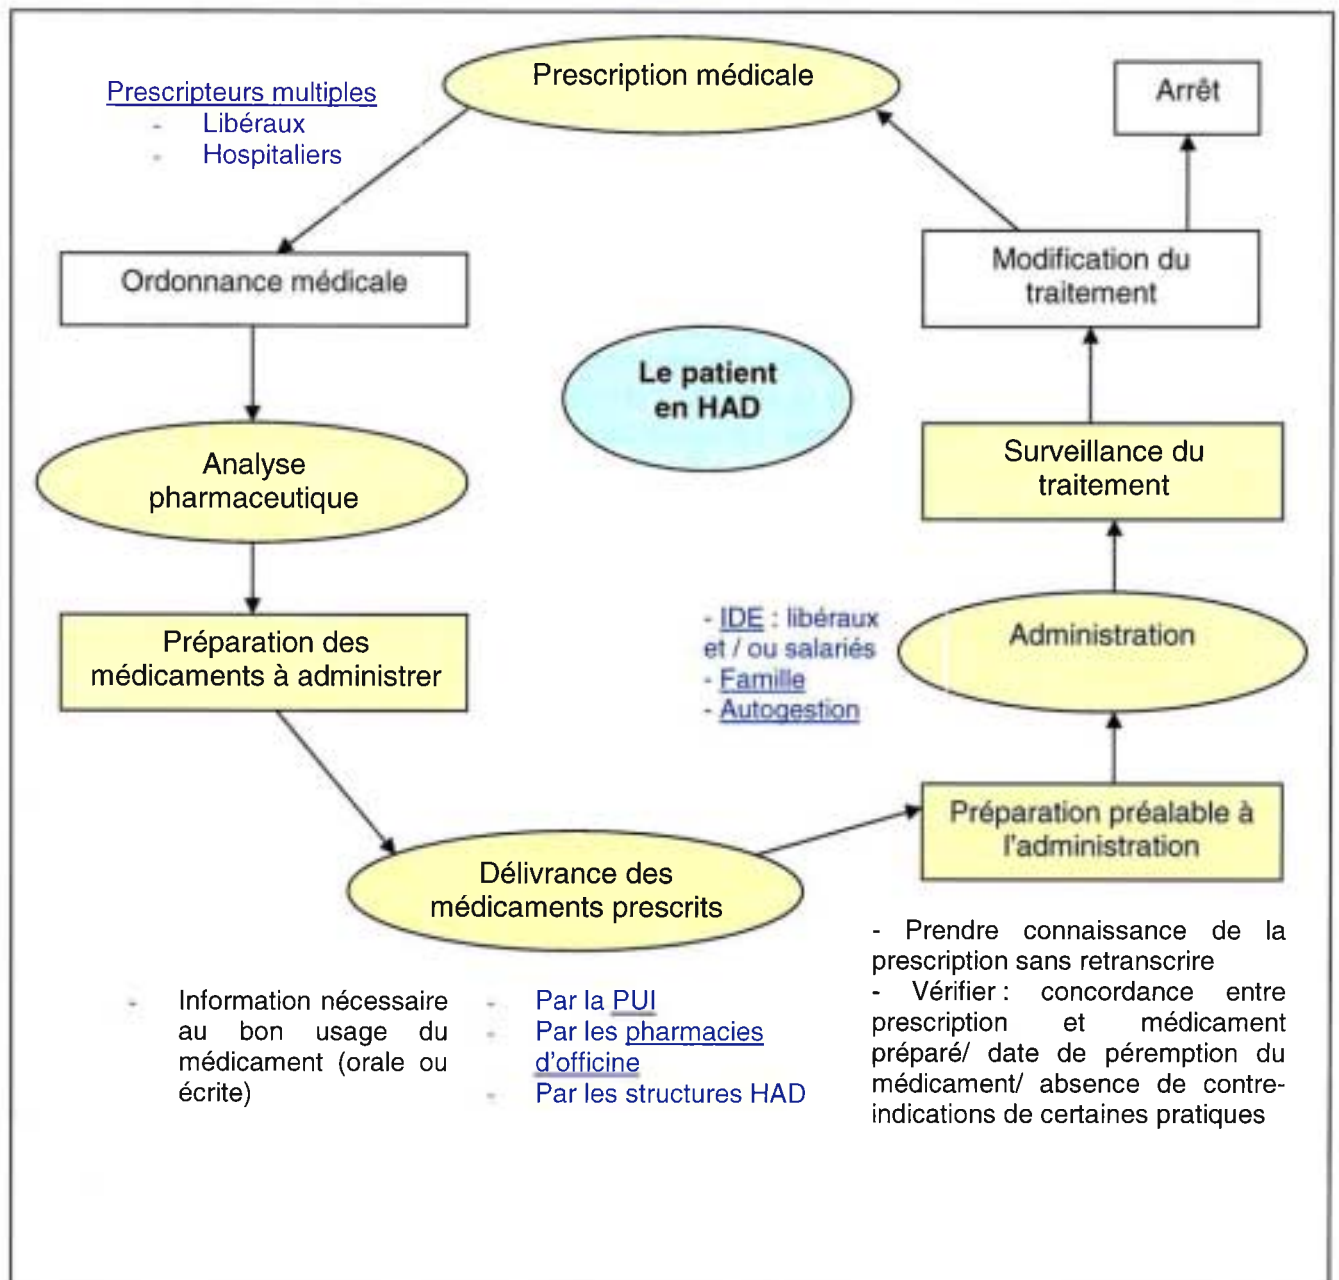 Prescription médicale
Arrêt
Prescripteurs multiples
- Libéraux
- Hospitaliers
Ordonnance médicale
Modification du
traitement
Le patient
en HAD
Analyse
pharmaceutique
Surveillance du
traitement
Préparation des
médicaments à administrer
- IDE : libéraux
et / ou salariés
- Famille
- Autogestion
Administration
Préparation préalable à
l'administration
Délivrance des
médicaments prescrits
- Information nécessaire
au bon usage du
médicament (orale ou
écrite)
- Par la PUI
- Par les pharmacies
d'officine
- Par les structures HAD
- Prendre connaissance de la
prescription sans retranscrire
- Vérifier : concordance entre
prescription et médicament
préparé/ date de péremption du
médicament/ absence de contre-
indications de certaines pratiques